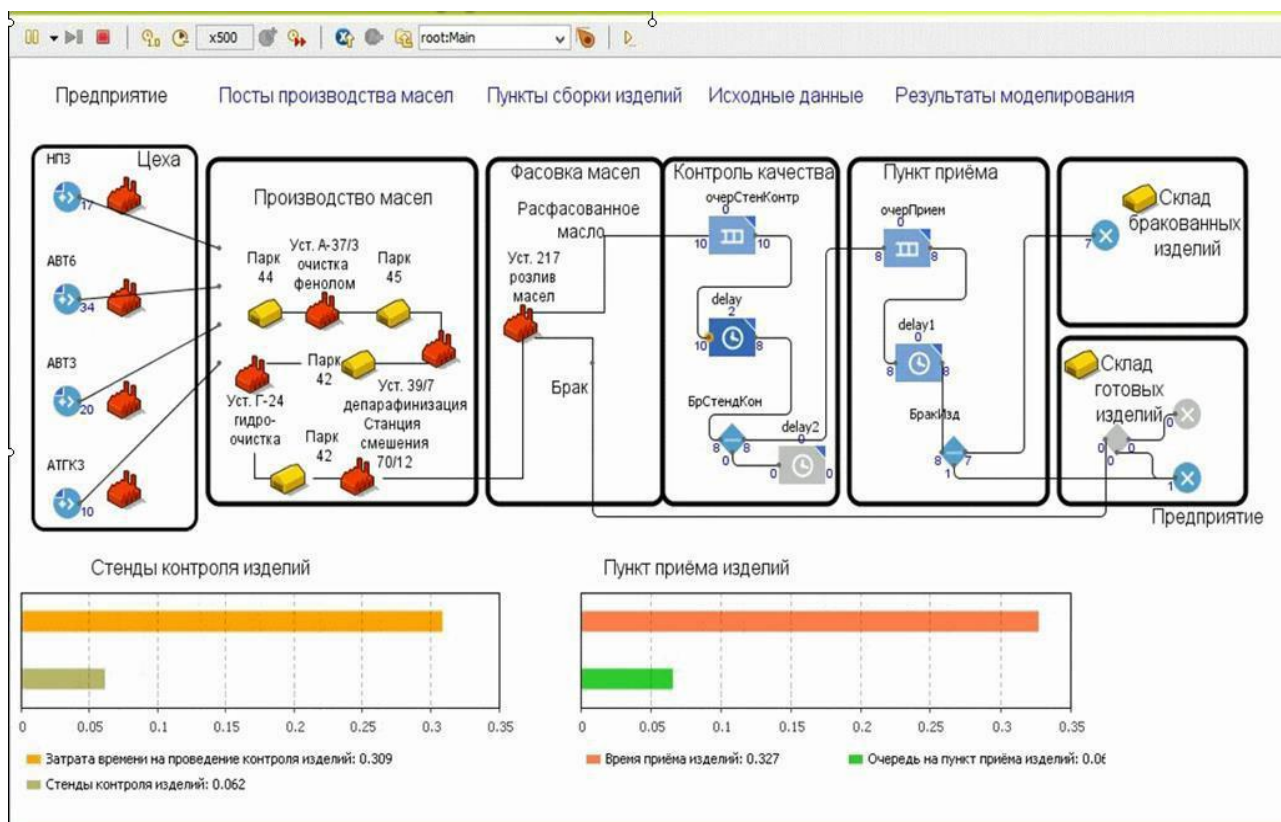 x500
root:Main
Предприятие
Посты производства масел
Пункты сборки изделий
Исходные данные
Результаты моделирования
НПЗ
Цеха
17
АВТ6
34
АВТ3
20
АТГКЗ
10
Производство масел
Парк
44
Уст. А-37/3
очистка
фенолом
Парк
45
Парк
42
Уст. Г-24
гидро-
очистка
Уст. 39/7
депарафинизация
Станция
смешения
70/12
Парк
42
Фасовка масел
Расфасованное
масло
Уст. 217
розлив
масел
Брак
Контроль качества
очерСтенКонтр
0
10
10
delay
2
10
8
БрСтендКон
8
8
0
delay2
0
0
0
Пункт приёма
очерПрием
0
8
8
delay1
0
8
8
БракИзд
8
7
1
Склад
бракованных
изделий
7
Склад
готовых
изделий
0
0
0
0
1
Предприятие
Стенды контроля изделий
0
0.05
0.1
0.15
0.2
0.25
0.3
0.35
Затрата времени на проведение контроля изделий: 0.309
Стенды контроля изделий: 0.062
Пункт приёма изделий
0
0.05
0.1
0.15
0.2
0.25
0.3
0.35
Время приёма изделий: 0.327
Очередь на пункт приёма изделий: 0.06